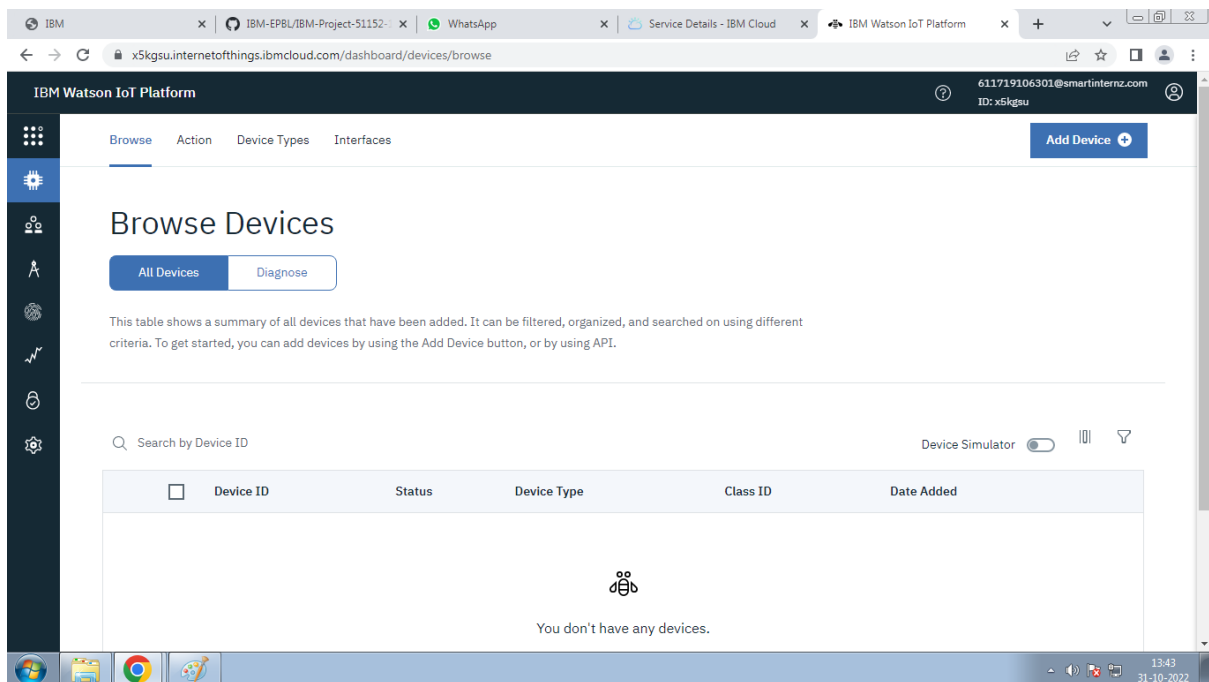 IBM
IBM-EPBL/IBM-Project-51152-
WhatsApp
Service Details - IBM Cloud
IBM Watson IoT Platform
x5kgsu.internetofthings.ibmcloud.com/dashboard/devices/browse
IBM Watson IoT Platform
611719106301@smartinternz.com
ID: x5kgsu
Browse Action Device Types Interfaces
Add Device
Browse Devices
All Devices Diagnose
This table shows a summary of all devices that have been added. It can be filtered, organized, and searched on using different
criteria. To get started, you can add devices by using the Add Device button, or by using API.
Search by Device ID
Device Simulator
Device ID Status Device Type Class ID Date Added
You don't have any devices.
13:43
31-10-2022